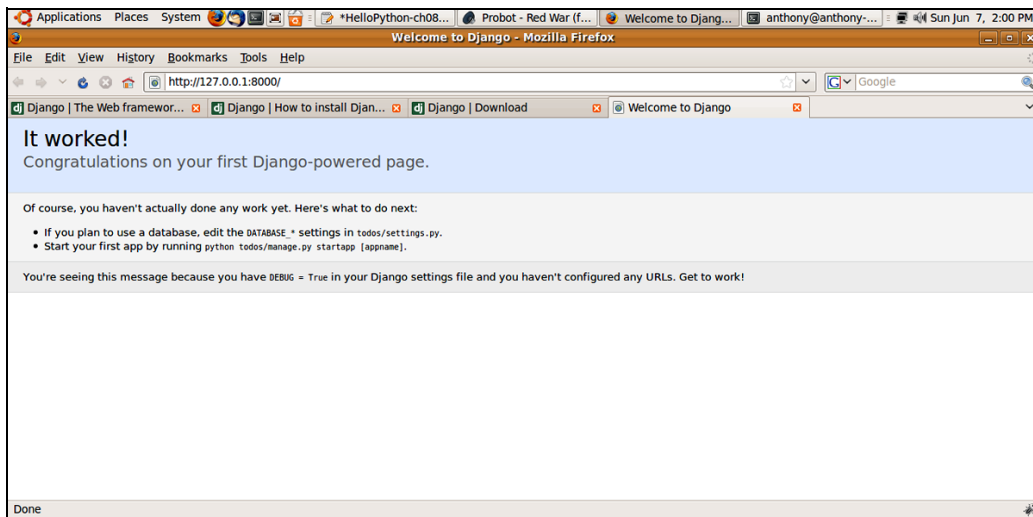 Applications Places System *HelloPython-ch08... Probot - Red War (f... Welcome to Djang... anthony@anthony-... Sun Jun 7, 2:00 PM
Welcome to Django - Mozilla Firefox
File Edit View History Bookmarks Tools Help
http://127.0.0.1:8000/ Google
Django | The Web framewor... Django | How to install Djan... Django | Download Welcome to Django
It worked!
Congratulations on your first Django-powered page.
Of course, you haven't actually done any work yet. Here's what to do next:
• If you plan to use a database, edit the DATABASE_* settings in todos/settings.py.
• Start your first app by running python todos/manage.py startapp [appname].
You're seeing this message because you have DEBUG = True in your Django settings file and you haven't configured any URLs. Get to work!
Done